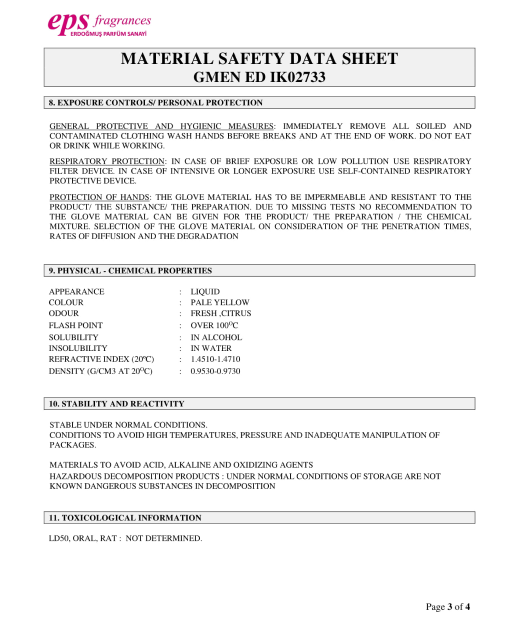 eps fragrances
ERDOĞMUŞ PARFÜM SANAYİ
MATERIAL SAFETY DATA SHEET
GMEN ED IK02733
8. EXPOSURE CONTROLS/ PERSONAL PROTECTION
GENERAL PROTECTIVE AND HYGIENIC MEASURES: IMMEDIATELY REMOVE ALL SOILED AND
CONTAMINATED CLOTHING WASH HANDS BEFORE BREAKS AND AT THE END OF WORK. DO NOT EAT
OR DRINK WHILE WORKING.
RESPIRATORY PROTECTION: IN CASE OF BRIEF EXPOSURE OR LOW POLLUTION USE RESPIRATORY
FILTER DEVICE. IN CASE OF INTENSIVE OR LONGER EXPOSURE USE SELF-CONTAINED RESPIRATORY
PROTECTIVE DEVICE.
PROTECTION OF HANDS: THE GLOVE MATERIAL HAS TO BE IMPERMEABLE AND RESISTANT TO THE
PRODUCT/ THE SUBSTANCE/ THE PREPARATION. DUE TO MISSING TESTS NO RECOMMENDATION TO
THE GLOVE MATERIAL CAN BE GIVEN FOR THE PRODUCT/ THE PREPARATION / THE CHEMICAL
MIXTURE. SELECTION OF THE GLOVE MATERIAL ON CONSIDERATION OF THE PENETRATION TIMES,
RATES OF DIFFUSION AND THE DEGRADATION
9. PHYSICAL - CHEMICAL PROPERTIES
APPEARANCE : LIQUID
COLOUR : PALE YELLOW
ODOUR : FRESH ,CITRUS
FLASH POINT : OVER 100ºC
SOLUBILITY : IN ALCOHOL
INSOLUBILITY : IN WATER
REFRACTIVE INDEX (20ºC) : 1.4510-1.4710
DENSITY (G/CM3 AT 20ºC) : 0.9530-0.9730
10. STABILITY AND REACTIVITY
STABLE UNDER NORMAL CONDITIONS.
CONDITIONS TO AVOID HIGH TEMPERATURES, PRESSURE AND INADEQUATE MANIPULATION OF
PACKAGES.
MATERIALS TO AVOID ACID, ALKALINE AND OXIDIZING AGENTS
HAZARDOUS DECOMPOSITION PRODUCTS : UNDER NORMAL CONDITIONS OF STORAGE ARE NOT
KNOWN DANGEROUS SUBSTANCES IN DECOMPOSITION
11. TOXICOLOGICAL INFORMATION
LD50, ORAL, RAT : NOT DETERMINED.
Page 3 of 4